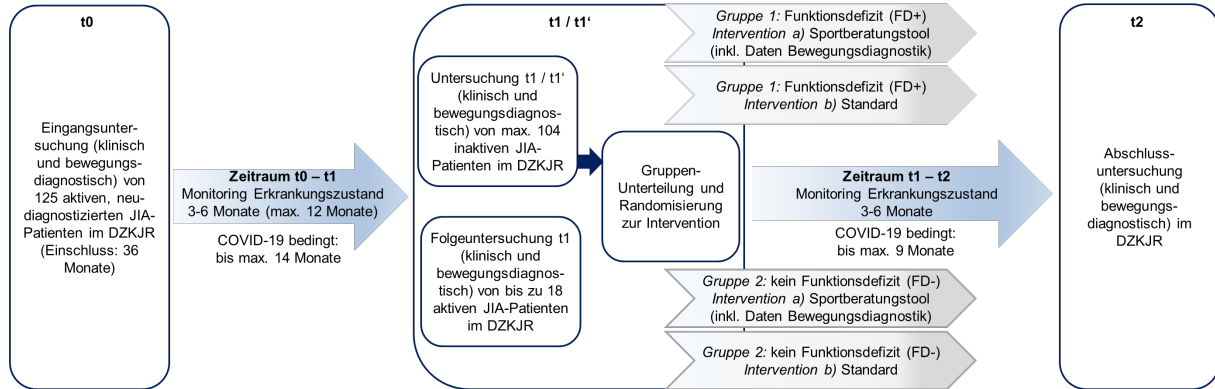 t0
Eingangsunter-
suchung (klinisch
und bewegungs-
diagnostisch) von
125 aktiven, neu-
diagnostizierten JIA-
Patienten im DZKJR
(Einschluss: 36
Monate)
Zeitraum t0 – t1
Monitoring Erkrankungszustand
3-6 Monate (max. 12 Monate)
COVID-19 bedingt:
bis max. 14 Monate
t1 / t1‘
Untersuchung t1 / t1‘
(klinisch und
bewegungsdiagnos-
tisch) von max. 104
inaktiven JIA-
Patienten im DZKJR
Folgeuntersuchung t1
(klinisch und
bewegungsdiagnos-
tisch) von bis zu 18
aktiven JIA-Patienten
im DZKJR
Gruppen-
Unterteilung und
Randomisierung
zur Intervention
Gruppe 1: Funktionsdefizit (FD+)
Intervention a) Sportberatungstool
(inkl. Daten Bewegungsdiagnostik)
Gruppe 1: Funktionsdefizit (FD+)
Intervention b) Standard
Zeitraum t1 – t2
Monitoring Erkrankungszustand
3-6 Monate
COVID-19 bedingt:
bis max. 9 Monate
Gruppe 2: kein Funktionsdefizit (FD-)
Intervention a) Sportberatungstool
(inkl. Daten Bewegungsdiagnostik)
Gruppe 2: kein Funktionsdefizit (FD-)
Intervention b) Standard
t2
Abschluss-
untersuchung
(klinisch und
bewegungs-
diagnostisch) im
DZKJR